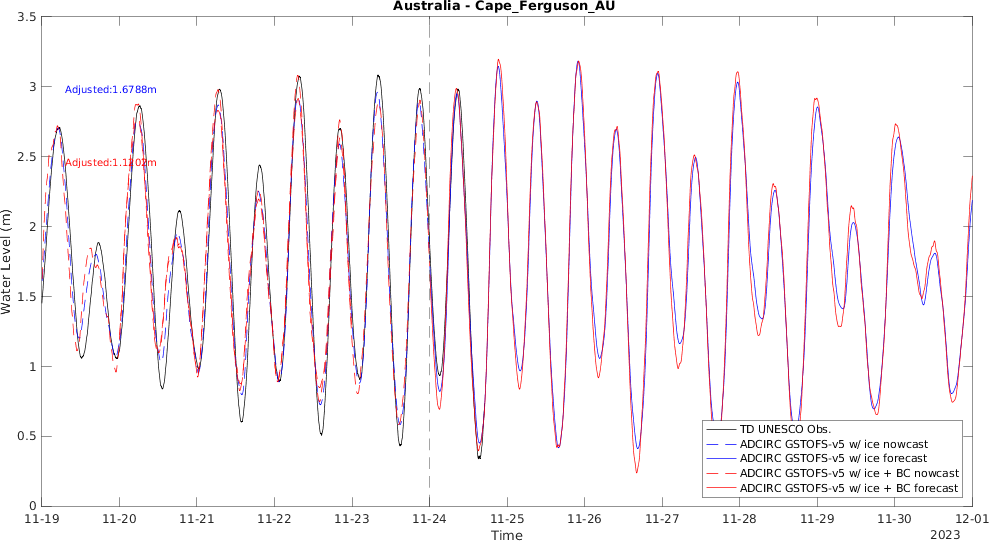 Australia - Cape_Ferguson_AU
3.5
3
2.5
2
1.5
1
0.5
0
Water Level (m)
Adjusted:1.6788m
Adjusted:1.1202m
TD UNESCO Obs.
ADCIRC GSTOFS-v5 w/ ice nowcast
ADCIRC GSTOFS-v5 w/ ice forecast
ADCIRC GSTOFS-v5 w/ ice + BC nowcast
ADCIRC GSTOFS-v5 w/ ice + BC forecast
11-19 11-20 11-21 11-22 11-23 11-24 11-25 11-26 11-27 11-28 11-29 11-30 12-01
Time
2023